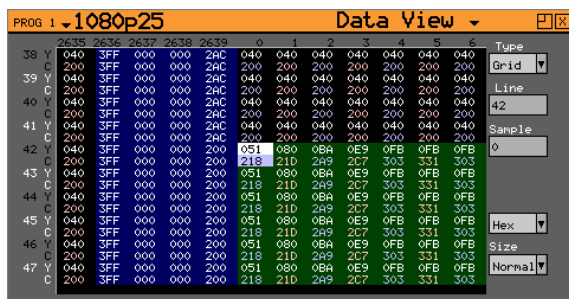 PROG 1 1080p25 Data View
2635 2636 2637 2638 2639 0 1 2 3 4 5 6 Type
38 Y 040 3FF 000 000 2AC 040 040 040 040 040 040 040
C 200 3FF 000 000 2AC 200 200 200 200 200 200 200 Grid
39 Y 040 3FF 000 000 2AC 040 040 040 040 040 040 040
C 200 3FF 000 000 2AC 200 200 200 200 200 200 200 Line
40 Y 040 3FF 000 000 2AC 040 040 040 040 040 040 040
C 200 3FF 000 000 2AC 200 200 200 200 200 200 200 42
41 Y 040 3FF 000 000 2AC 040 040 040 040 040 040 040
C 200 3FF 000 000 2AC 200 200 200 200 200 200 200 Sample
42 Y 040 3FF 000 000 200 051 080 0BA 0E9 0FB 0FB 0FB 0
C 200 3FF 000 000 200 218 21D 2A9 2C7 303 331 303
43 Y 040 3FF 000 000 200 051 080 0BA 0E9 0FB 0FB 0FB
C 200 3FF 000 000 200 218 21D 2A9 2C7 303 331 303
44 Y 040 3FF 000 000 200 051 080 0BA 0E9 0FB 0FB 0FB
C 200 3FF 000 000 200 218 21D 2A9 2C7 303 331 303
45 Y 040 3FF 000 000 200 051 080 0BA 0E9 0FB 0FB 0FB Hex
C 200 3FF 000 000 200 218 21D 2A9 2C7 303 331 303
46 Y 040 3FF 000 000 200 051 080 0BA 0E9 0FB 0FB 0FB Size
C 200 3FF 000 000 200 218 21D 2A9 2C7 303 331 303
47 Y 040 3FF 000 000 200 051 080 0BA 0E9 0FB 0FB 0FB Normal
C 200 3FF 000 000 200 218 21D 2A9 2C7 303 331 303